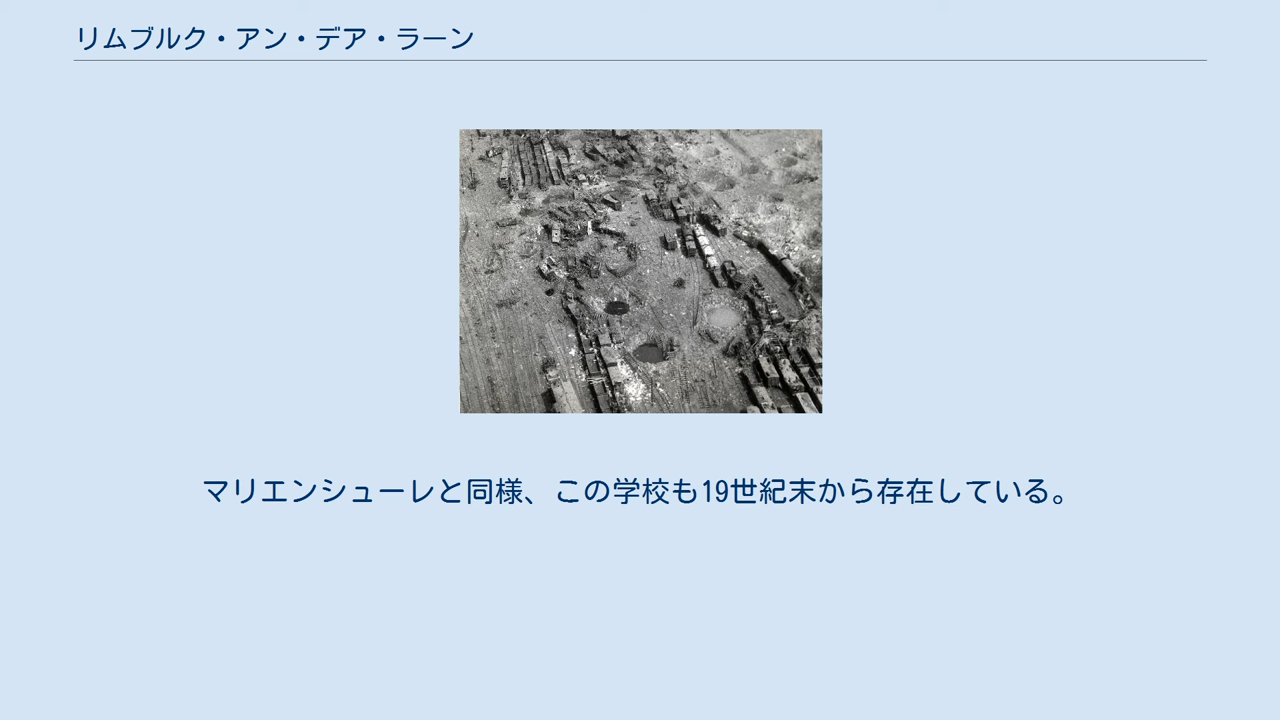 リムブルク・アン・デア・ラーン
マリエンシューレと同様、この学校も19世紀末から存在している。